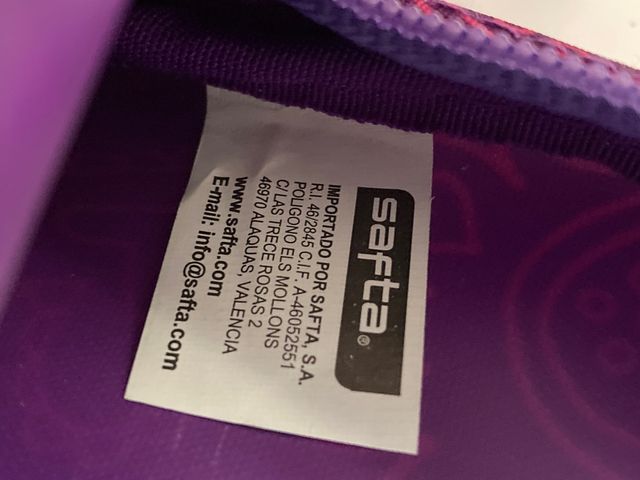 safta®
IMPORTADO POR SAFTA, S.A.
R.I. 46/2845 C.I.F. A-46052551
POLIGONO ELS MOLLONS
C/ LAS TRECE ROSAS 2
46970 ALAQUAS, VALENCIA
www.safta.com
E-mail: info@safta.com